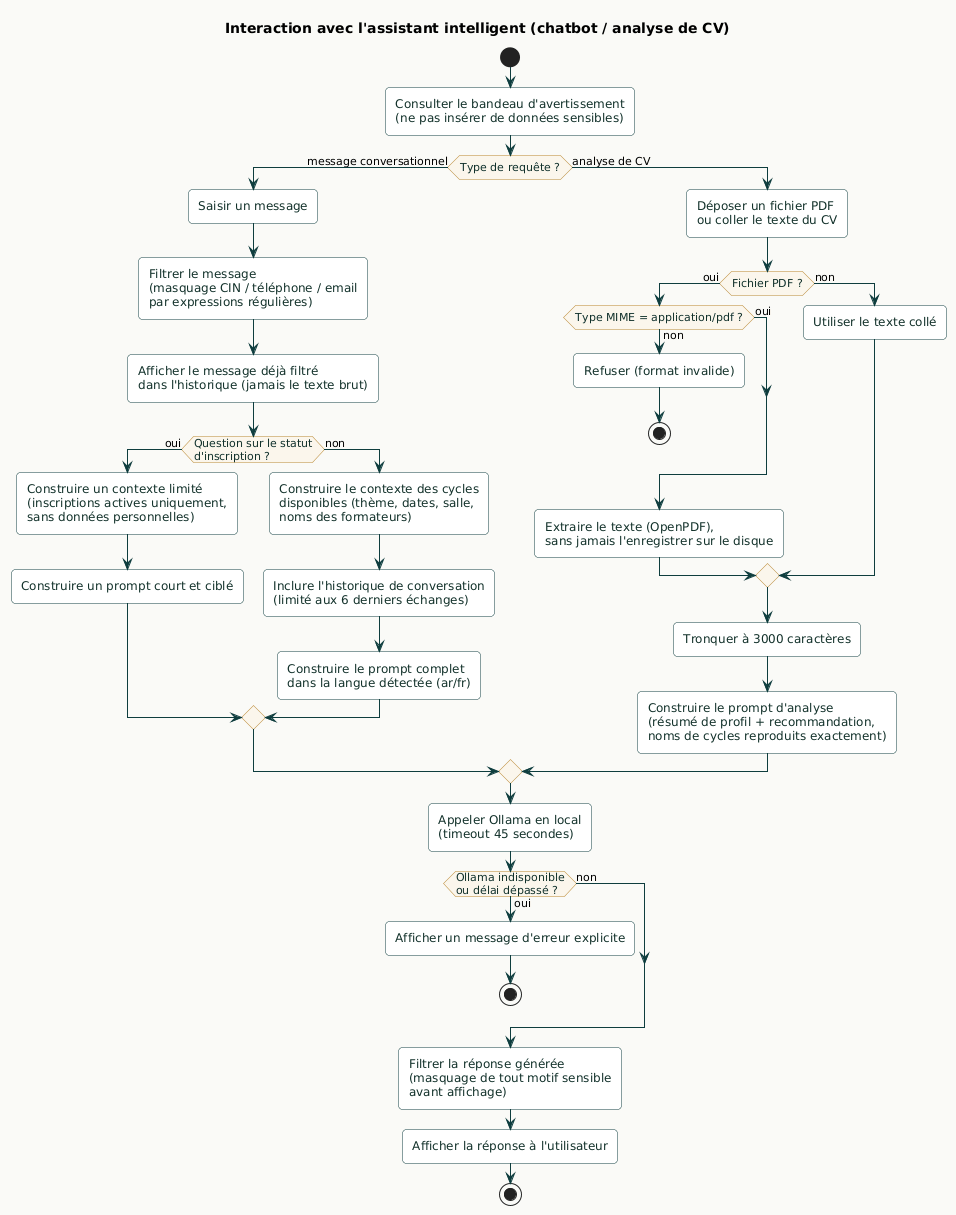 Interaction avec l'assistant intelligent (chatbot / analyse de CV)
Consulter le bandeau d'avertissement
(ne pas insérer de données sensibles)
message conversationnel
Type de requête ?
analyse de CV
Saisir un message
Filtrer le message
(masquage CIN / téléphone / email
par expressions régulières)
Afficher le message déjà filtré
dans l'historique (jamais le texte brut)
oui
Question sur le statut
d'inscription ?
non
Construire un contexte limité
(inscriptions actives uniquement,
sans données personnelles)
Construire un prompt court et ciblé
Construire le contexte des cycles
disponibles (thème, dates, salle,
noms des formateurs)
Inclure l'historique de conversation
(limité aux 6 derniers échanges)
Construire le prompt complet
dans la langue détectée (ar/fr)
Déposer un fichier PDF
ou coller le texte du CV
oui
Fichier PDF ?
non
Type MIME = application/pdf ?
oui
non
Refuser (format invalide)
Utiliser le texte collé
Extraire le texte (OpenPDF),
sans jamais l'enregistrer sur le disque
Tronquer à 3000 caractères
Construire le prompt d'analyse
(résumé de profil + recommandation,
noms de cycles reproduits exactement)
Appeler Ollama en local
(timeout 45 secondes)
Ollama indisponible
ou délai dépassé ?
non
oui
Afficher un message d'erreur explicite
Filtrer la réponse générée
(masquage de tout motif sensible
avant affichage)
Afficher la réponse à l'utilisateur